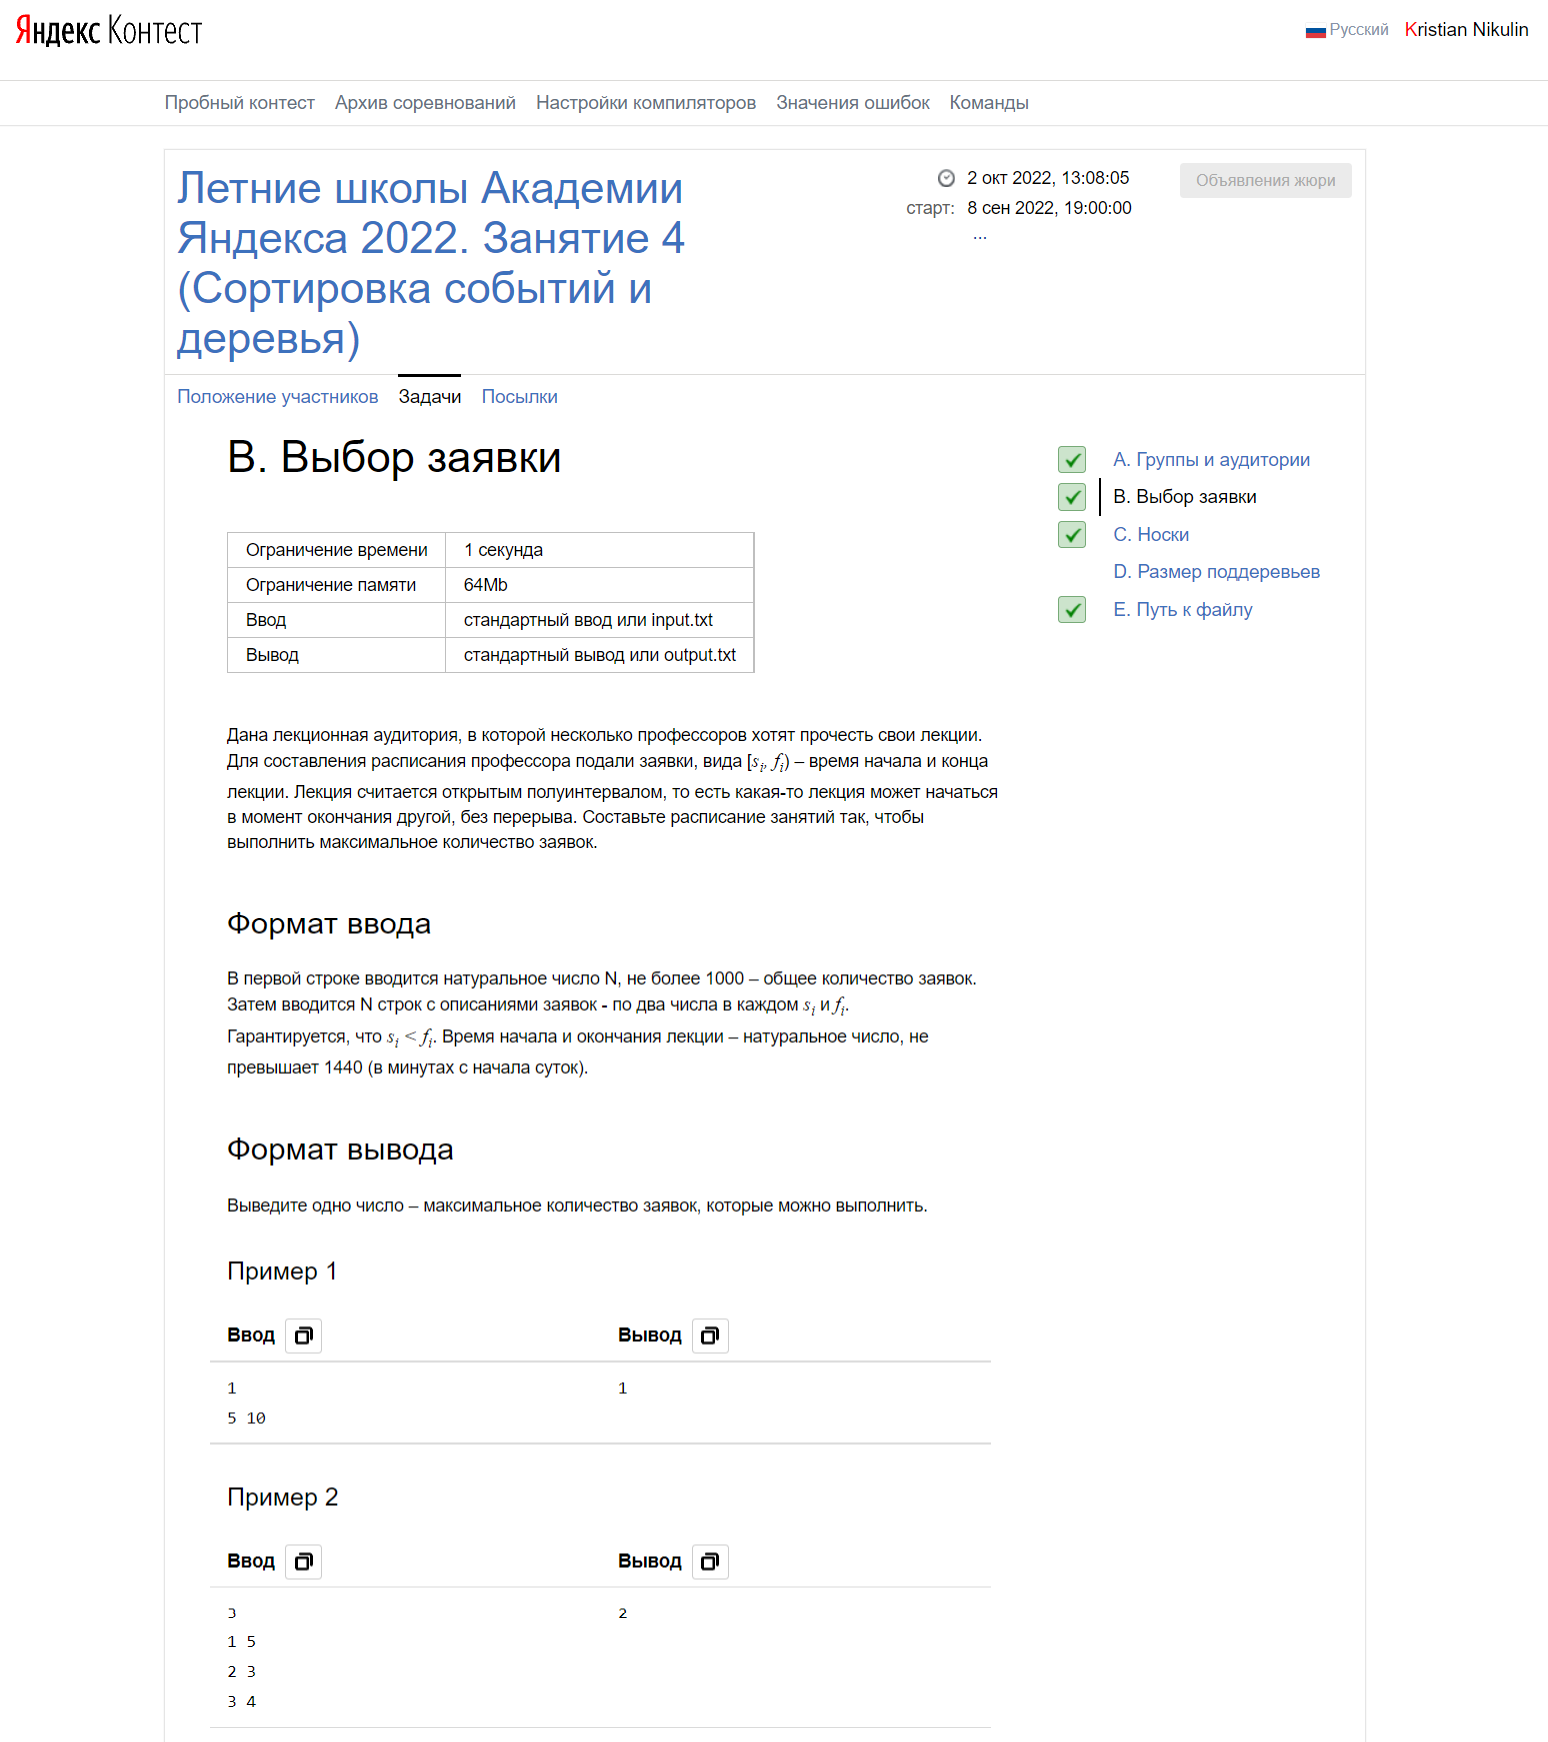 Яндекс Контест
Русский Kristian Nikulin
Пробный контест Архив соревнований Настройки компиляторов Значения ошибок Команды
Летние школы Академии
Яндекса 2022. Занятие 4
(Сортировка событий и
деревья)
2 окт 2022, 13:08:05
старт: 8 сен 2022, 19:00:00
...
Объявления жюри
Положение участников Задачи Посылки
B. Выбор заявки
Ограничение времени 1 секунда
Ограничение памяти 64Mb
Ввод стандартный ввод или input.txt
Вывод стандартный вывод или output.txt
Дана лекционная аудитория, в которой несколько профессоров хотят прочесть свои лекции.
Для составления расписания профессора подали заявки, вида [s_i, f_i) – время начала и конца
лекции. Лекция считается открытым полуинтервалом, то есть какая-то лекция может начаться
в момент окончания другой, без перерыва. Составьте расписание занятий так, чтобы
выполнить максимальное количество заявок.
Формат ввода
В первой строке вводится натуральное число N, не более 1000 – общее количество заявок.
Затем вводится N строк с описаниями заявок - по два числа в каждом s_i и f_i.
Гарантируется, что s_i < f_i. Время начала и окончания лекции – натуральное число, не
превышает 1440 (в минутах с начала суток).
Формат вывода
Выведите одно число – максимальное количество заявок, которые можно выполнить.
Пример 1
Ввод Вывод
1 1
5 10
Пример 2
Ввод Вывод
3 2
1 5
2 3
3 4
A. Группы и аудитории
B. Выбор заявки
C. Носки
D. Размер поддеревьев
E. Путь к файлу